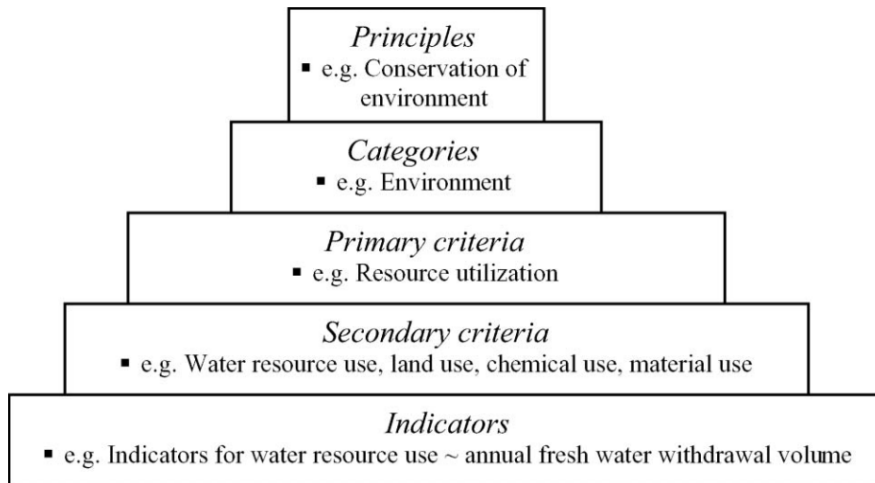 Principles
▪ e.g. Conservation of
environment
Categories
▪ e.g. Environment
Primary criteria
▪ e.g. Resource utilization
Secondary criteria
▪ e.g. Water resource use, land use, chemical use, material use
Indicators
▪ e.g. Indicators for water resource use ~ annual fresh water withdrawal volume